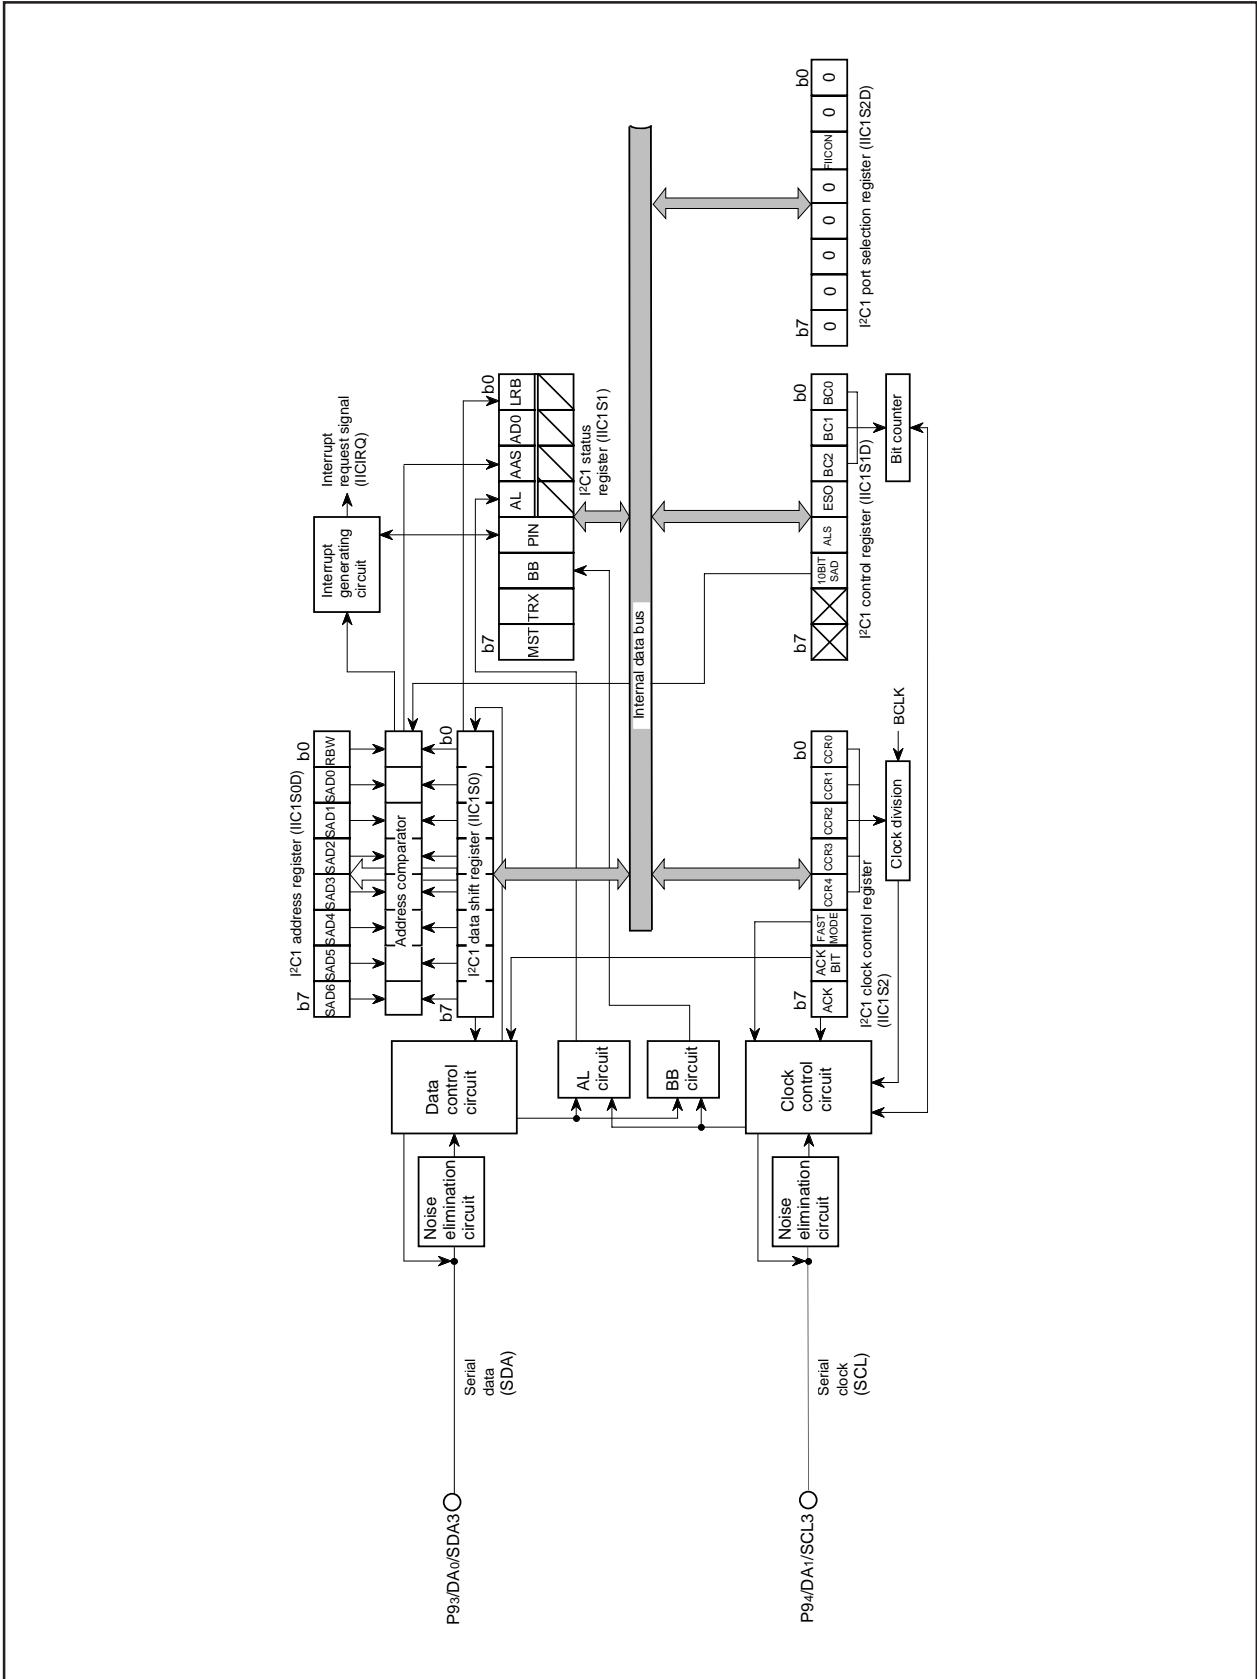 I²C1 address register (IIC1S0D)
b7
b0
SAD6
SAD5
SAD4
SAD3
SAD2
SAD1
SAD0
RBW
Address comparator
b7
b0
I²C1 data shift register (IIC1S0)
Interrupt
generating
circuit
Interrupt
request signal
(IICIRQ)
b7
b0
MST
TRX
BB
PIN
AL
AAS
AD0
LRB
I²C1 status
register (IIC1S1)
P93/DA0/SDA3
Serial
data
(SDA)
Noise
elimination
circuit
Data
control
circuit
AL
circuit
BB
circuit
Internal data bus
P94/DA1/SCL3
Serial
clock
(SCL)
Noise
elimination
circuit
Clock
control
circuit
b7
b0
ACK
ACK
BIT
FAST
MODE
CCR4
CCR3
CCR2
CCR1
CCR0
I²C1 clock control register
(IIC1S2)
Clock division
BCLK
b7
b0
10BIT
SAD
ALS
ESO
BC2
BC1
BC0
I²C1 control register (IIC1S1D)
Bit counter
b7
b0
0
0
0
0
0
FIICON
0
0
I²C1 port selection register (IIC1S2D)